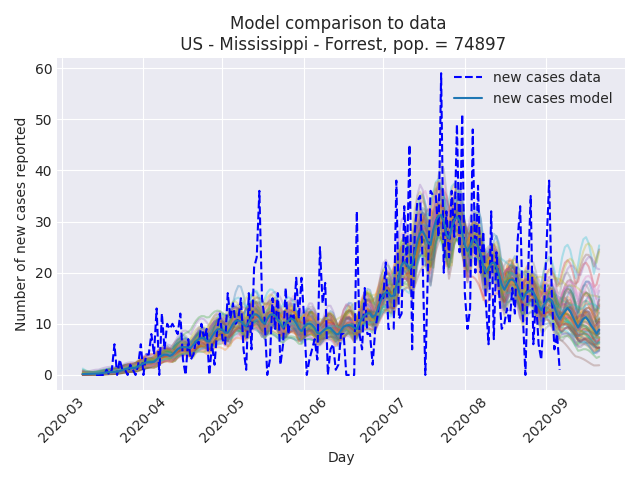 Model comparison to data
US - Mississippi - Forrest, pop. = 74897
new cases data
new cases model
Number of new cases reported
60
50
40
30
20
10
0
2020-03
2020-04
2020-05
2020-06
2020-07
2020-08
2020-09
Day